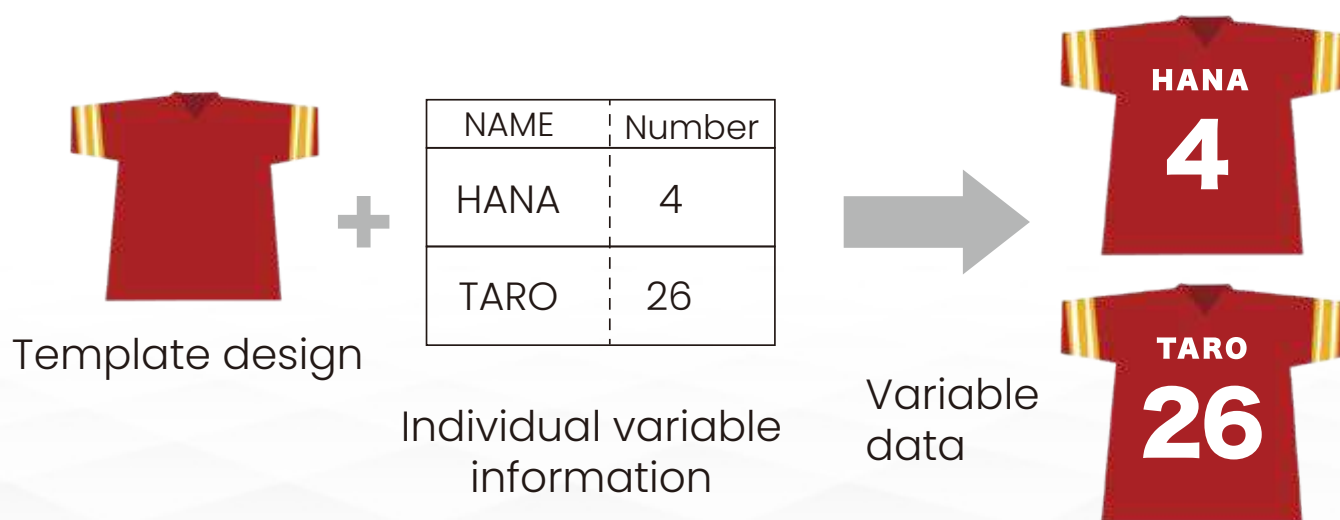 Template design
NAME Number
HANA 4
TARO 26
Individual variable
information
Variable
data
HANA
4
TARO
26